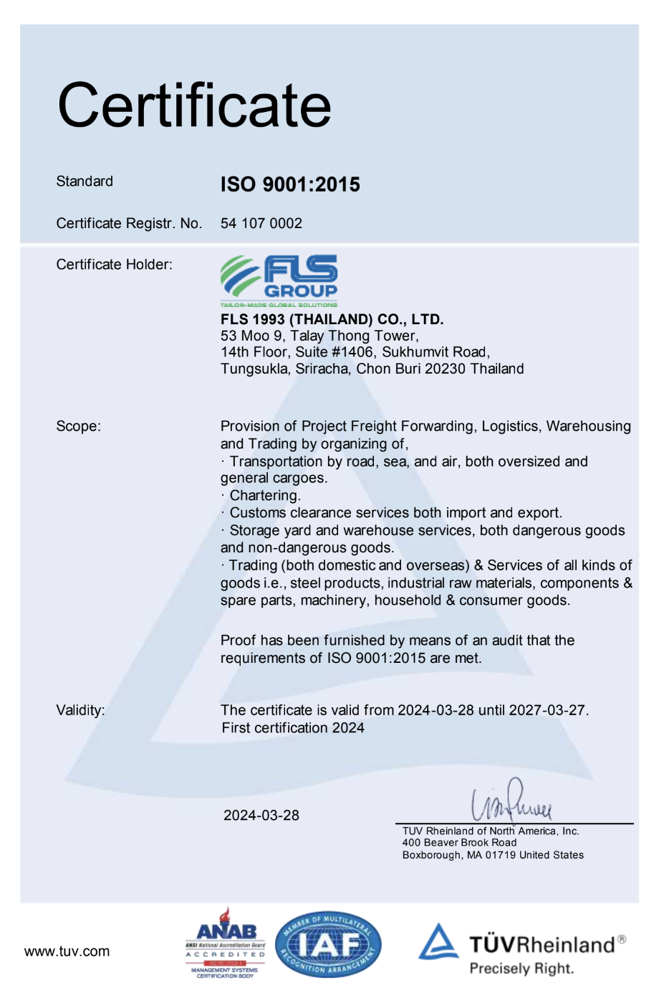 Certificate
Standard ISO 9001:2015
Certificate Registr. No. 54 107 0002
Certificate Holder:
FLS
GROUP
TAILOR-MADE GLOBAL SOLUTIONS
FLS 1993 (THAILAND) CO., LTD.
53 Moo 9, Talay Thong Tower,
14th Floor, Suite #1406, Sukhumvit Road,
Tungsukla, Sriracha, Chon Buri 20230 Thailand
Scope: Provision of Project Freight Forwarding, Logistics, Warehousing
and Trading by organizing of,
· Transportation by road, sea, and air, both oversized and
general cargoes.
· Chartering.
· Customs clearance services both import and export.
· Storage yard and warehouse services, both dangerous goods
and non-dangerous goods.
· Trading (both domestic and overseas) & Services of all kinds of
goods i.e., steel products, industrial raw materials, components &
spare parts, machinery, household & consumer goods.
Proof has been furnished by means of an audit that the
requirements of ISO 9001:2015 are met.
Validity: The certificate is valid from 2024-03-28 until 2027-03-27.
First certification 2024
2024-03-28
TUV Rheinland of North America, Inc.
400 Beaver Brook Road
Boxborough, MA 01719 United States
www.tuv.com
ANAB
ANSI National Accreditation Board
ACCREDITED
MANAGEMENT SYSTEMS
CERTIFICATION BODY
MEMBER OF MULTILATERAL
IAF
RECOGNITION ARRANGEMENT
TÜVRheinland®
Precisely Right.